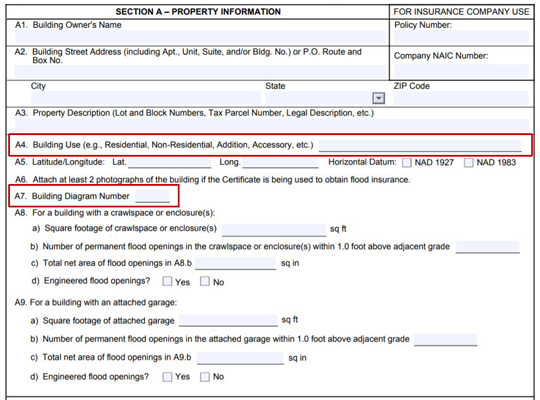 SECTION A – PROPERTY INFORMATION
FOR INSURANCE COMPANY USE
A1. Building Owner's Name
Policy Number:
A2. Building Street Address (including Apt., Unit, Suite, and/or Bldg. No.) or P.O. Route and
Box No.
Company NAIC Number:
City
State
ZIP Code
A3. Property Description (Lot and Block Numbers, Tax Parcel Number, Legal Description, etc.)
A4. Building Use (e.g., Residential, Non-Residential, Addition, Accessory, etc.)
A5. Latitude/Longitude: Lat. Long. Horizontal Datum: NAD 1927 NAD 1983
A6. Attach at least 2 photographs of the building if the Certificate is being used to obtain flood insurance.
A7. Building Diagram Number
A8. For a building with a crawlspace or enclosure(s):
a) Square footage of crawlspace or enclosure(s) sq ft
b) Number of permanent flood openings in the crawlspace or enclosure(s) within 1.0 foot above adjacent grade
c) Total net area of flood openings in A8.b sq in
d) Engineered flood openings? Yes No
A9. For a building with an attached garage:
a) Square footage of attached garage sq ft
b) Number of permanent flood openings in the attached garage within 1.0 foot above adjacent grade
c) Total net area of flood openings in A9.b sq in
d) Engineered flood openings? Yes No